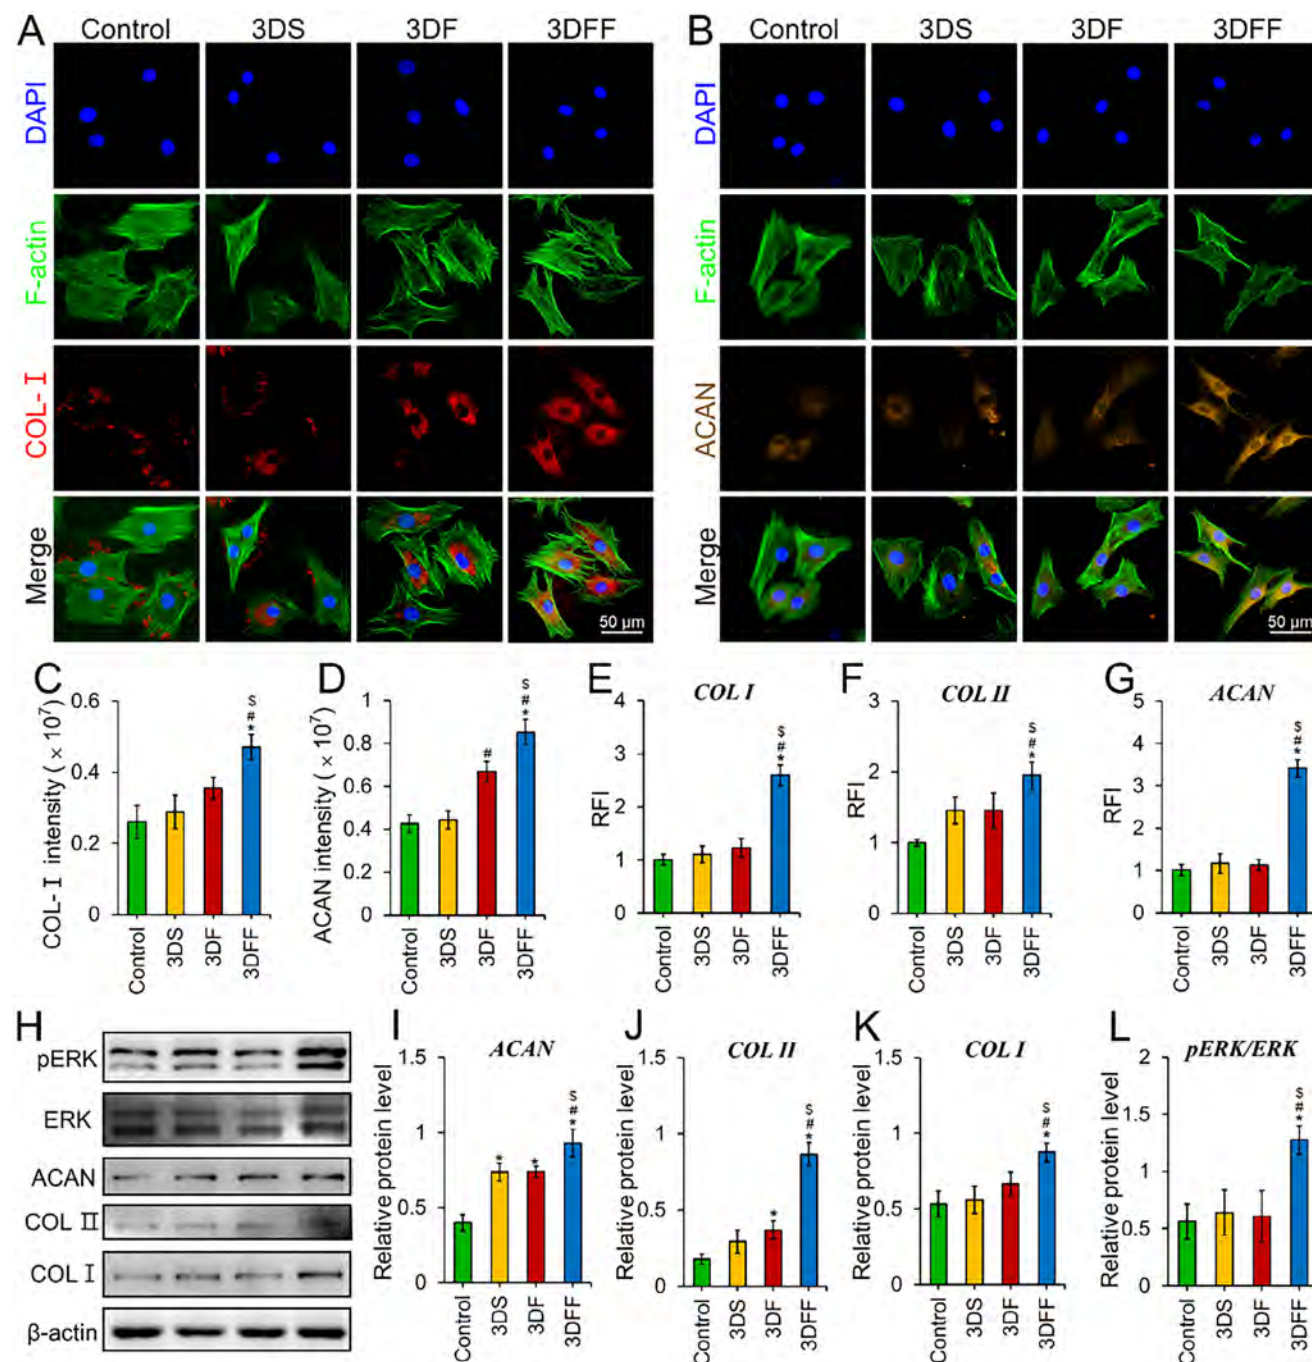 A Control 3DS 3DF 3DFF
B Control 3DS 3DF 3DFF
DAPI
F-actin
COL-Ⅰ
Merge
50 μm
DAPI
F-actin
ACAN
Merge
50 μm
C
COL-Ⅰ intensity ( × 10⁷)
0.6
0.4
0.2
0
$
#
*
Control
3DS
3DF
3DFF
D
ACAN intensity ( × 10⁷)
1
0.8
0.6
0.4
0.2
0
#
$
#
*
Control
3DS
3DF
3DFF
E
COL I
RFI
4
3
2
1
0
$
#
*
Control
3DS
3DF
3DFF
F
COL II
RFI
3
2
1
0
$
#
*
Control
3DS
3DF
3DFF
G
ACAN
RFI
5
4
3
2
1
0
$
#
*
Control
3DS
3DF
3DFF
H
pERK
ERK
ACAN
COL Ⅱ
COL Ⅰ
β-actin
I
ACAN
Relative protein level
1.5
1
0.5
0
*
*
$
#
*
Control
3DS
3DF
3DFF
J
COL II
Relative protein level
1.5
1
0.5
0
*
$
#
*
Control
3DS
3DF
3DFF
K
COL I
Relative protein level
1.5
1
0.5
0
$
#
*
Control
3DS
3DF
3DFF
L
pERK/ERK
Relative protein level
2
1.5
1
0.5
0
$
#
*
Control
3DS
3DF
3DFF